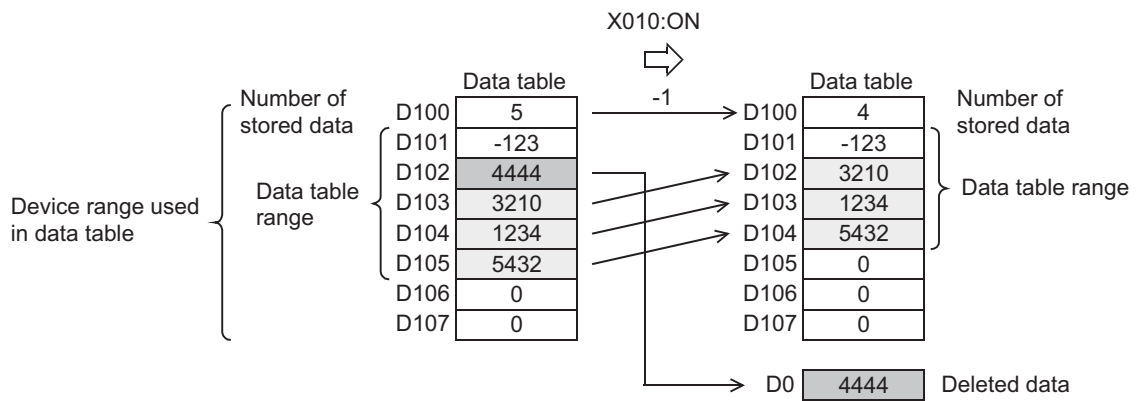 X010:ON
Data table
Data table
Number of
stored data
D100 5
-1
D100 4
Number of
stored data
D101 -123
D101 -123
D102 4444
D102 3210
Device range used
in data table
Data table
range
D103 3210
D103 1234
Data table range
D104 1234
D104 5432
D105 5432
D105 0
D106 0
D106 0
D107 0
D107 0
D0 4444 Deleted data